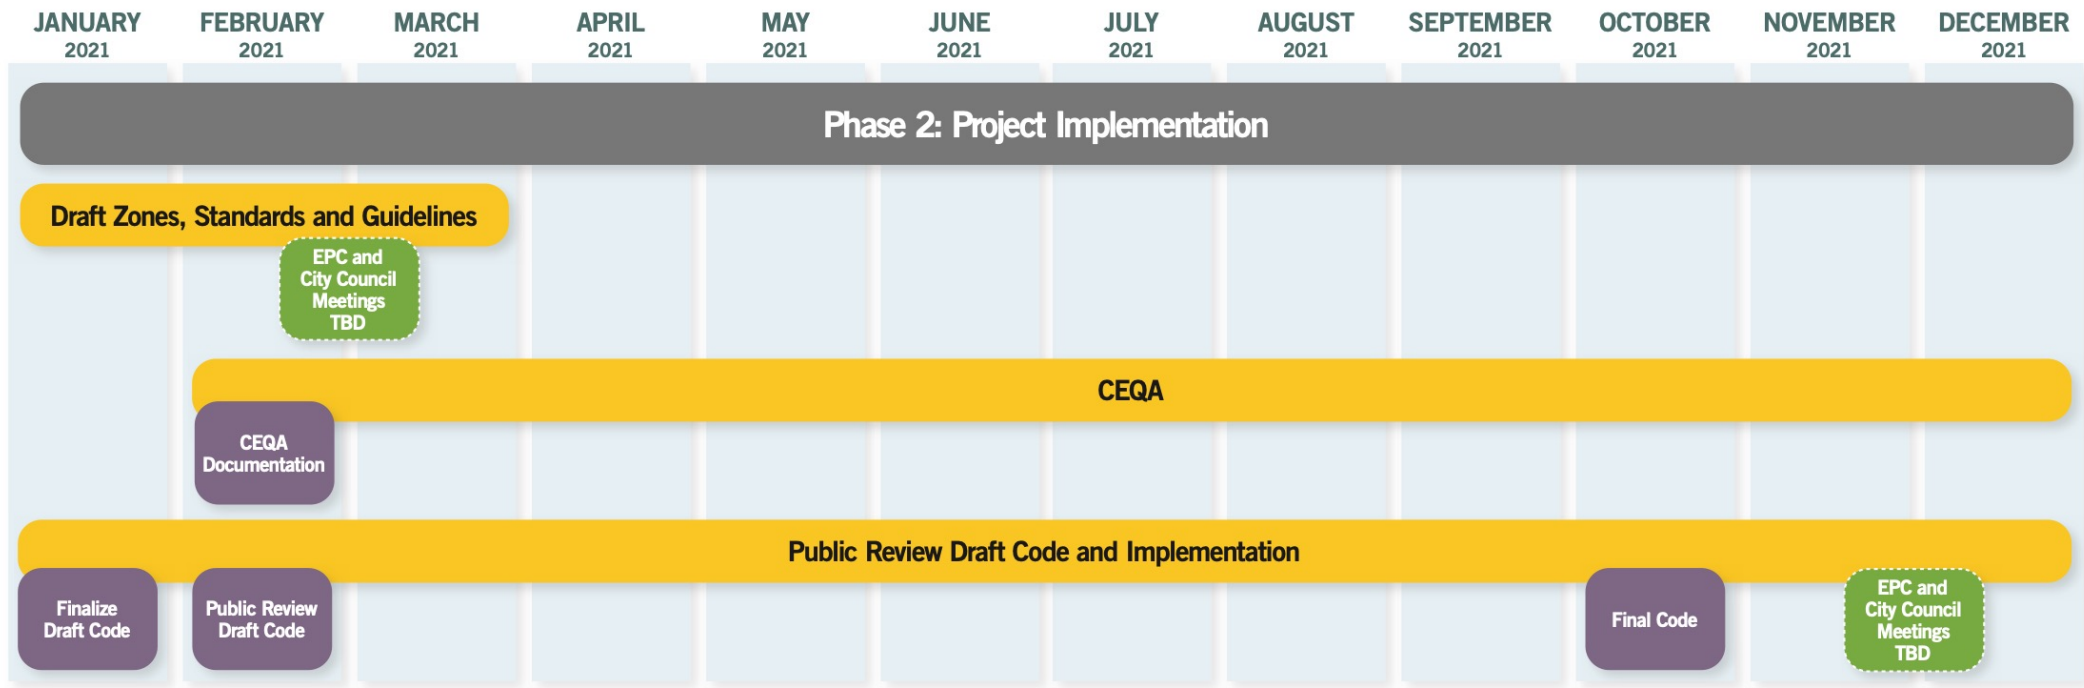 JANUARY FEBRUARY MARCH APRIL MAY JUNE JULY AUGUST SEPTEMBER OCTOBER NOVEMBER DECEMBER
2021 2021 2021 2021 2021 2021 2021 2021 2021 2021 2021 2021
Phase 2: Project Implementation
Draft Zones, Standards and Guidelines
EPC and
City Council
Meetings
TBD
CEQA
CEQA
Documentation
Public Review Draft Code and Implementation
Finalize
Draft Code
Public Review
Draft Code
Final Code
EPC and
City Council
Meetings
TBD